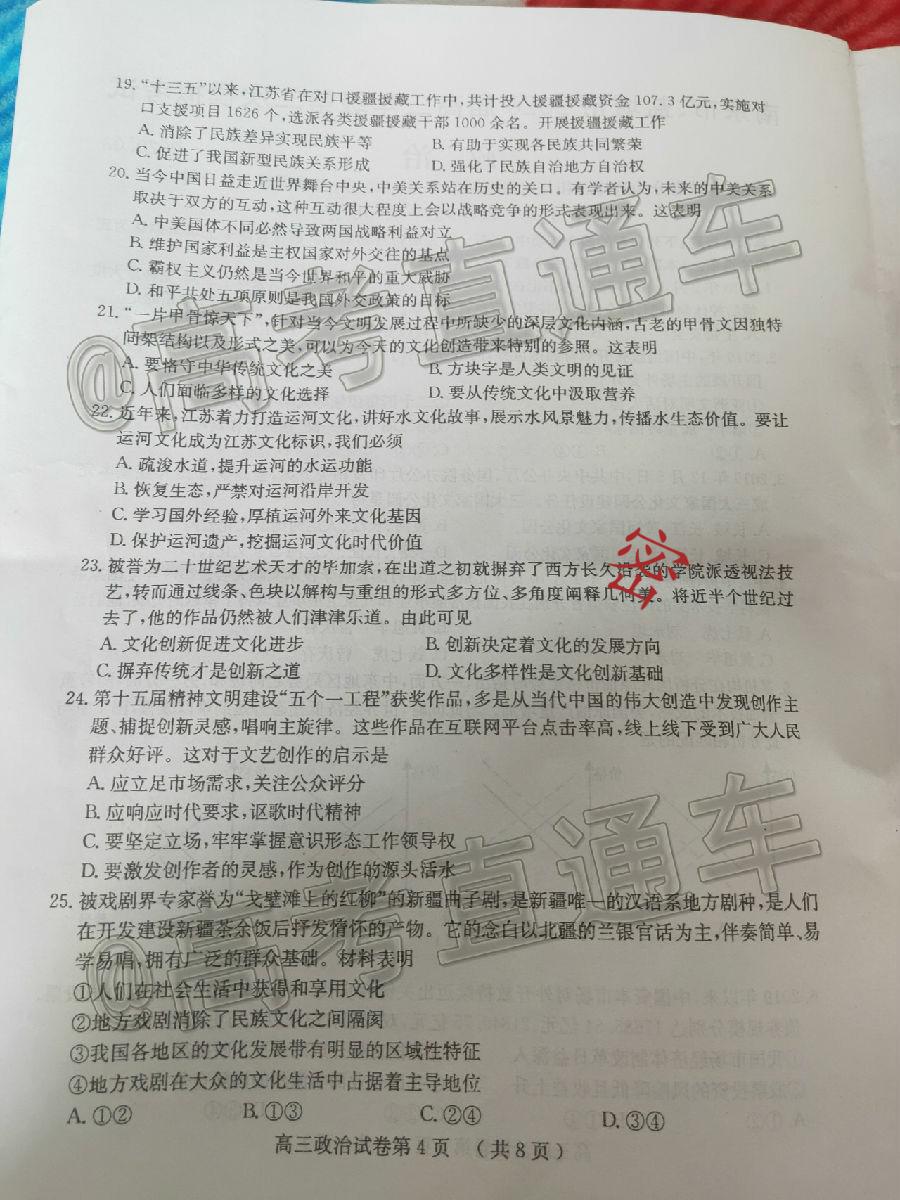 19. “十三五”以来,江苏省在对口援疆援藏工作中,共计投入援疆援藏资金 107.3 亿元,实施对
口支援项目 1626 个,选派各类援疆援藏干部 1000 余名。开展援疆援藏工作
A. 消除了民族差异实现民族平等 B. 有助于实现各民族共同繁荣
C. 促进了我国新型民族关系形成 D. 强化了民族自治地方自治权
20. 当今中国日益走近世界舞台中央,中美关系站在历史的关口。有学者认为,未来的中美关系
取决于双方的互动,这种互动很大程度上会以战略竞争的形式表现出来。这表明
A. 中美国体不同必然导致两国战略利益对立
B. 维护国家利益是主权国家对外交往的基点
C. 霸权主义仍然是当今世界和平的重大威胁
D. 和平共处五项原则是我国外交政策的目标
21. “一片甲骨惊天下”,针对当今文明发展过程中所缺少的深层文化内涵,古老的甲骨文因独特
间架结构以及形式之美,可以为今天的文化创造带来特别的参照。这表明
A. 要恪守中华传统文化之美 B. 方块字是人类文明的见证
C. 人们面临多样的文化选择 D. 要从传统文化中汲取营养
22. 近年来,江苏着力打造运河文化,讲好水文化故事,展示水风景魅力,传播水生态价值。要让
运河文化成为江苏文化标识,我们必须
A. 疏浚水道,提升运河的水运功能
B. 恢复生态,严禁对运河沿岸开发
C. 学习国外经验,厚植运河外来文化基因
D. 保护运河遗产,挖掘运河文化时代价值
23. 被誉为二十世纪艺术天才的毕加索,在出道之初就摒弃了西方长久沿袭的学院派透视法技
艺,转而通过线条、色块以解构与重组的形式多方位、多角度阐释几何美。将近半个世纪过
去了,他的作品仍然被人们津津乐道。由此可见
A. 文化创新促进文化进步 B. 创新决定着文化的发展方向
C. 摒弃传统才是创新之道 D. 文化多样性是文化创新基础
24. 第十五届精神文明建设“五个一工程”获奖作品,多是从当代中国的伟大创造中发现创作主
题、捕捉创新灵感,唱响主旋律。这些作品在互联网平台点击率高,线上线下受到广大人民
群众好评。这对于文艺创作的启示是
A. 应立足市场需求,关注公众评分
B. 应响应时代要求,讴歌时代精神
C. 要坚定立场,牢牢掌握意识形态工作领导权
D. 要激发创作者的灵感,作为创作的源头活水
25. 被戏剧界专家誉为“戈壁滩上的红柳”的新疆曲子剧,是新疆唯一的汉语系地方剧种,是人们
在开发建设新疆茶余饭后抒发情怀的产物。它的念白以北疆的兰银官话为主,伴奏简单、易
学易唱,拥有广泛的群众基础。材料表明
①人们在社会生活中获得和享用文化
②地方戏剧消除了民族文化之间隔阂
③我国各地区的文化发展带有明显的区域性特征
④地方戏剧在大众的文化生活中占据着主导地位
A. ①② B. ①③ C. ②④ D. ③④
高三政治试卷第 4 页 (共 8 页)
@高考直通车
@高考直通车
密